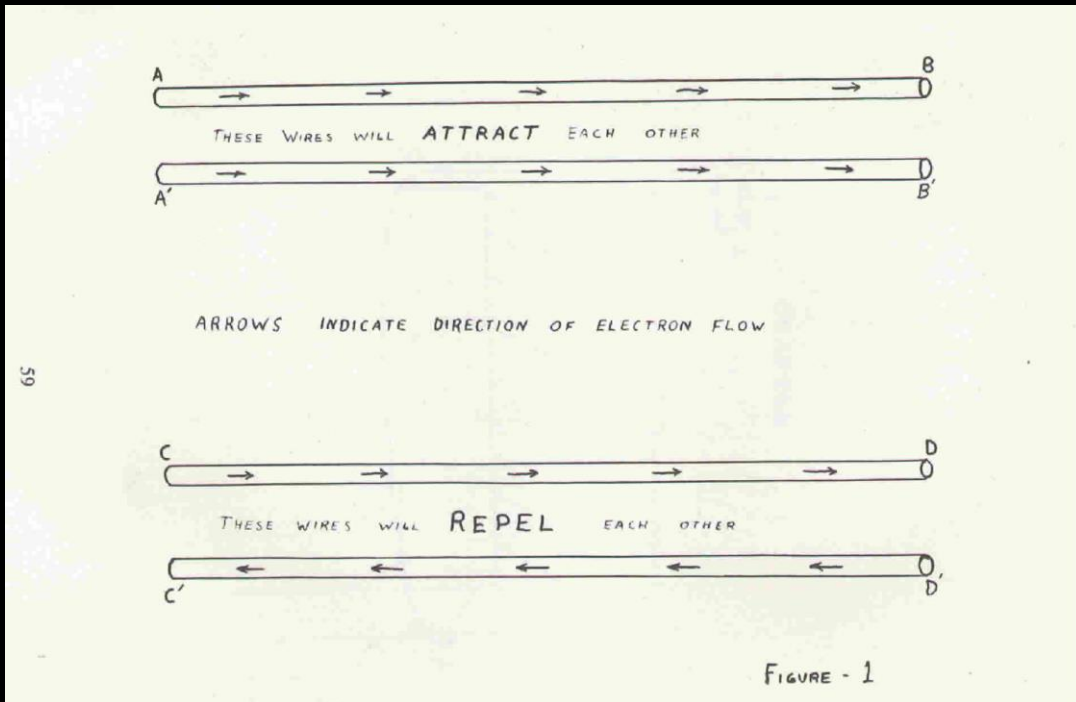 A B
THESE WIRES WILL ATTRACT EACH OTHER
A' B'
ARROWS INDICATE DIRECTION OF ELECTRON FLOW
59
C D
THESE WIRES WILL REPEL EACH OTHER
C' D'
FIGURE - 1